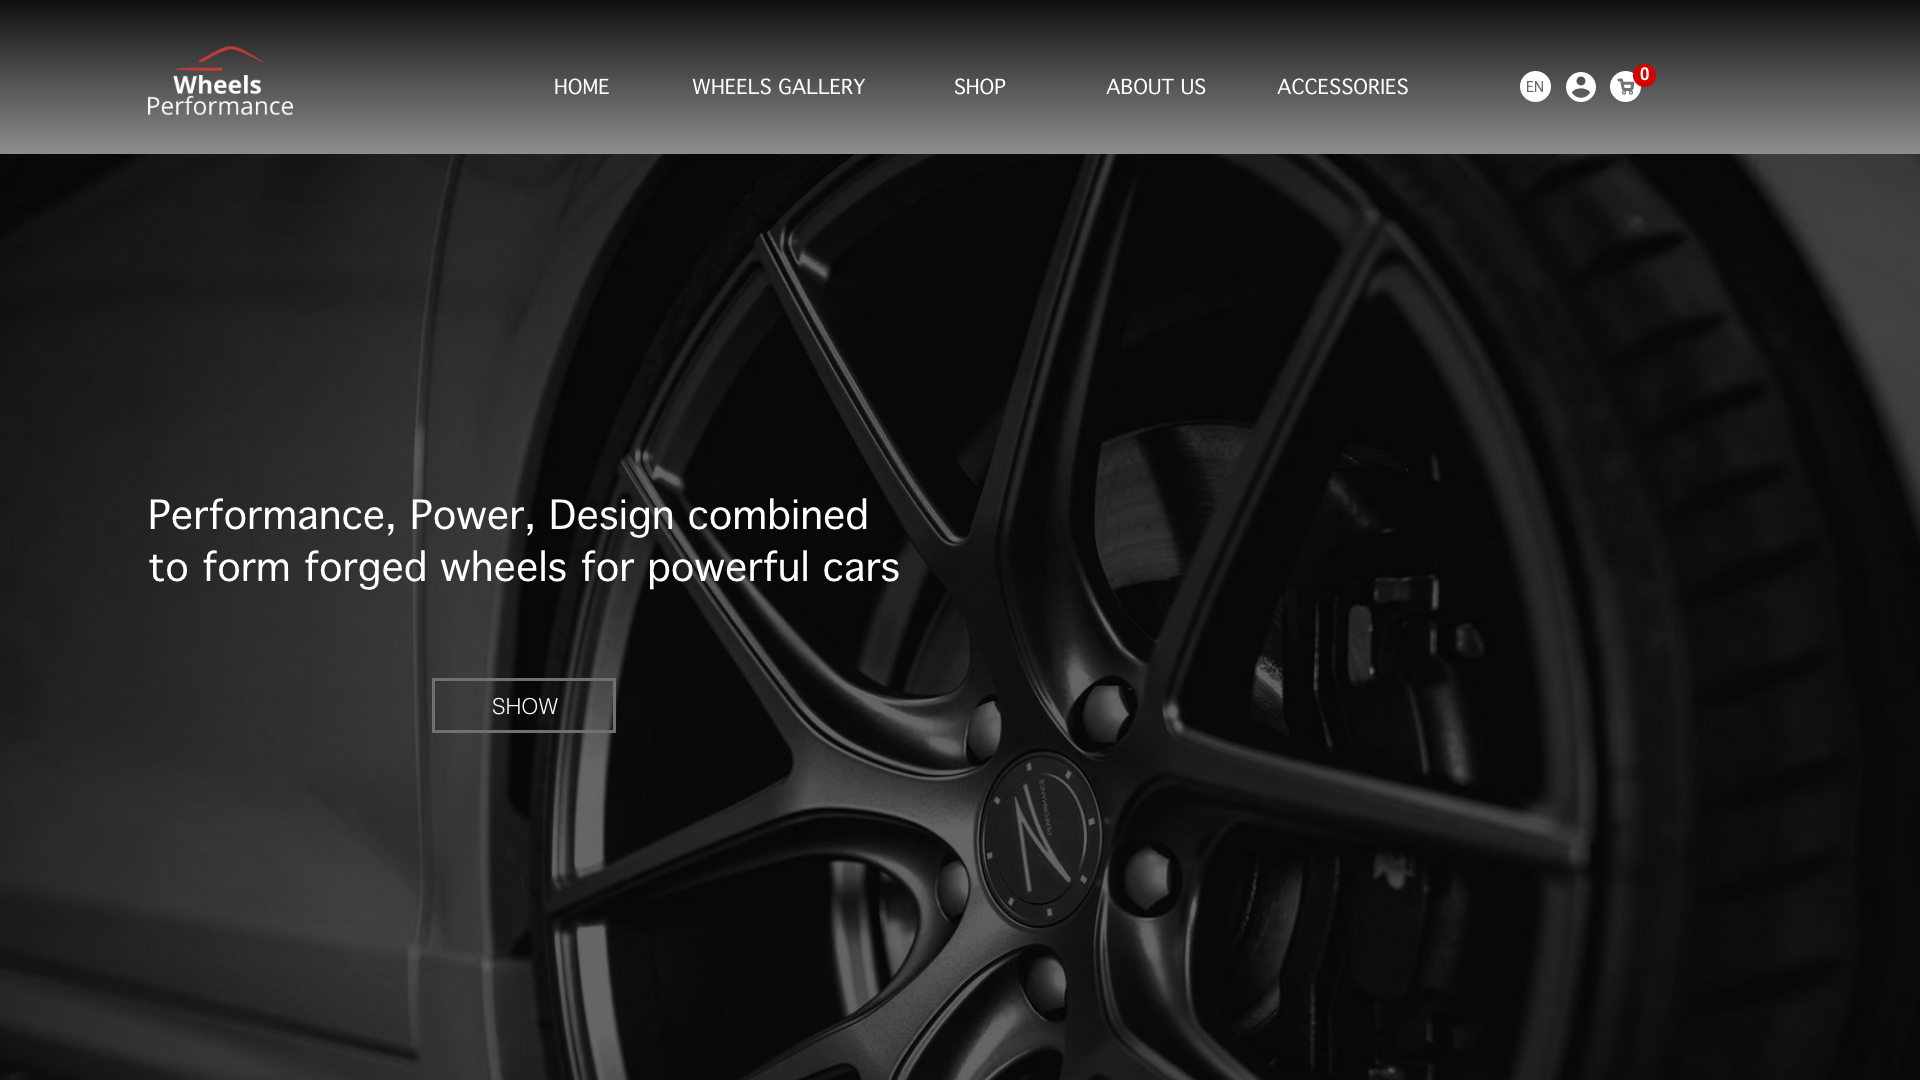 Wheels
Performance
HOME
WHEELS GALLERY
SHOP
ABOUT US
ACCESSORIES
EN
0
Performance, Power, Design combined
to form forged wheels for powerful cars
SHOW
PERFORMANCE